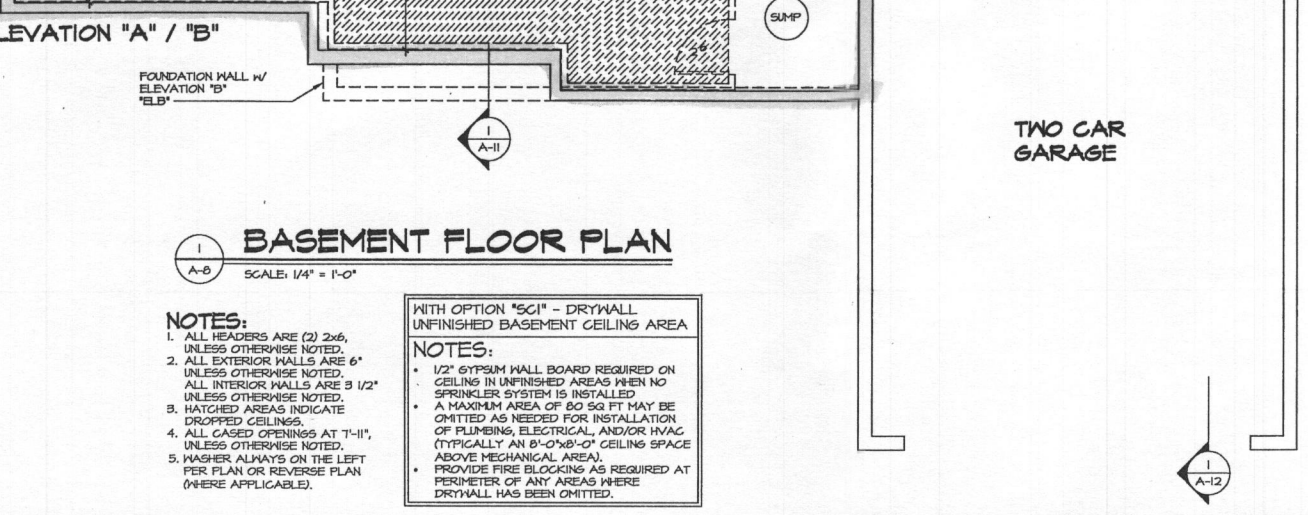 LEVATION "A" / "B"
SUMP
2⁶
FOUNDATION WALL W/
ELEVATION "B"
"ELB"
1
A-11
TWO CAR
GARAGE
1
A-8
BASEMENT FLOOR PLAN
SCALE: 1/4" = 1'-0"
NOTES:
1. ALL HEADERS ARE (2) 2x6,
UNLESS OTHERWISE NOTED.
2. ALL EXTERIOR WALLS ARE 6"
UNLESS OTHERWISE NOTED.
ALL INTERIOR WALLS ARE 3 1/2"
UNLESS OTHERWISE NOTED.
3. HATCHED AREAS INDICATE
DROPPED CEILINGS.
4. ALL CASED OPENINGS AT 7'-11",
UNLESS OTHERWISE NOTED.
5. WASHER ALWAYS ON THE LEFT
PER PLAN OR REVERSE PLAN
(WHERE APPLICABLE).
WITH OPTION "SC1" - DRYWALL
UNFINISHED BASEMENT CEILING AREA
NOTES:
• 1/2" GYPSUM WALL BOARD REQUIRED ON
CEILING IN UNFINISHED AREAS WHEN NO
SPRINKLER SYSTEM IS INSTALLED
• A MAXIMUM AREA OF 80 SQ FT MAY BE
OMITTED AS NEEDED FOR INSTALLATION
OF PLUMBING, ELECTRICAL, AND/OR HVAC
(TYPICALLY AN 8'-0"x8'-0" CEILING SPACE
ABOVE MECHANICAL AREA).
• PROVIDE FIRE BLOCKING AS REQUIRED AT
PERIMETER OF ANY AREAS WHERE
DRYWALL HAS BEEN OMITTED.
1
A-12